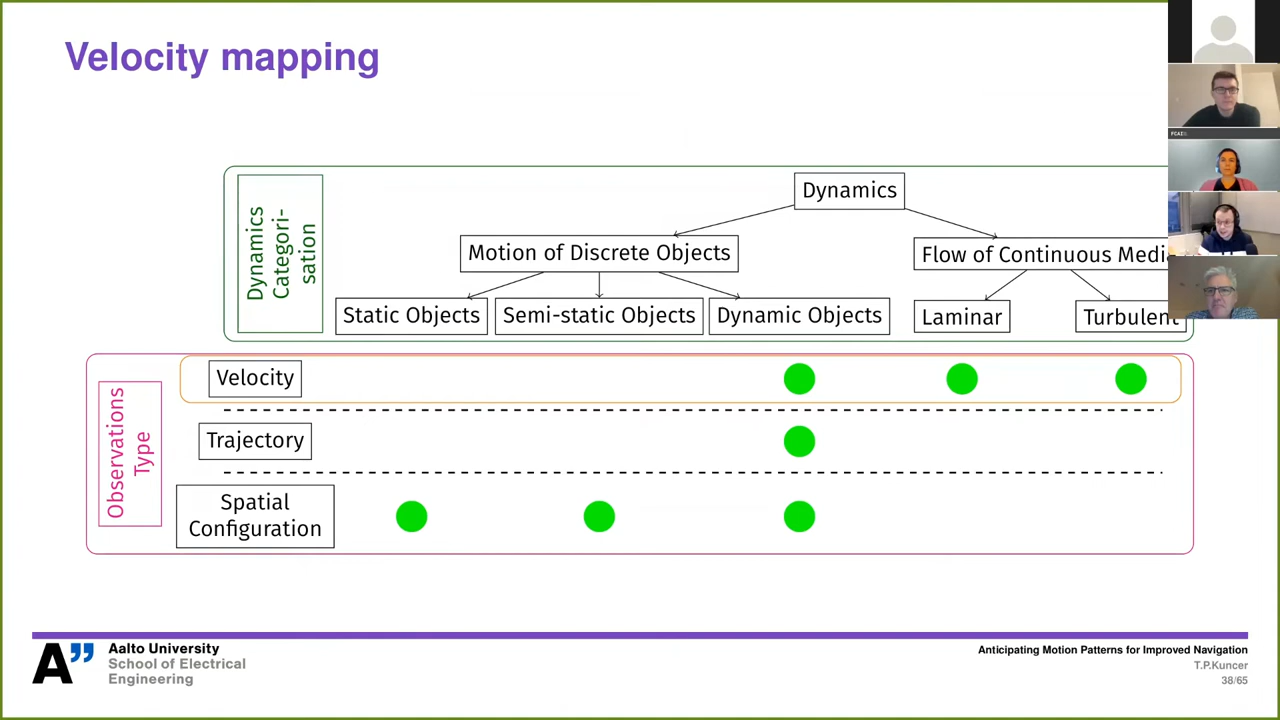 Velocity mapping
Dynamics
Categori-
sation
Dynamics
Motion of Discrete Objects
Flow of Continuous Media
Static Objects
Semi-static Objects
Dynamic Objects
Laminar
Turbulent
Observations
Type
Velocity
Trajectory
Spatial
Configuration
A”
Aalto University
School of Electrical
Engineering
Anticipating Motion Patterns for Improved Navigation
T.P.Kuncer
38/65